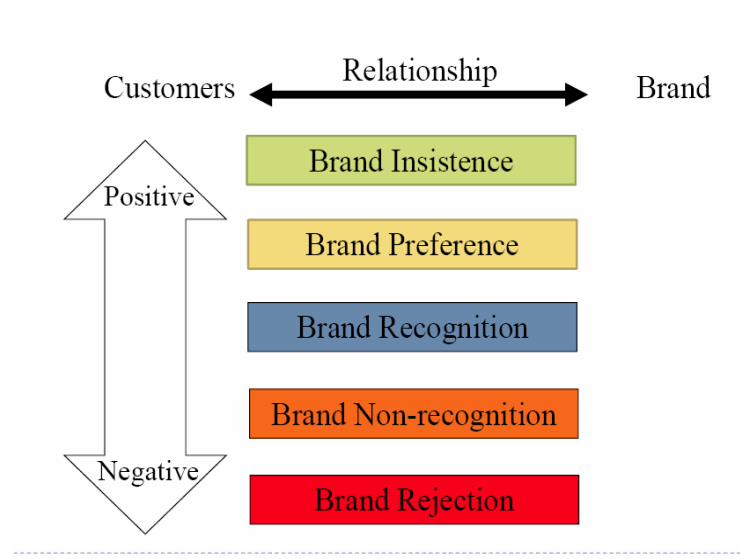 Relationship
Customers
Brand
Brand Insistence
Positive
Brand Preference
Brand Recognition
Brand Non-recognition
Negative
Brand Rejection